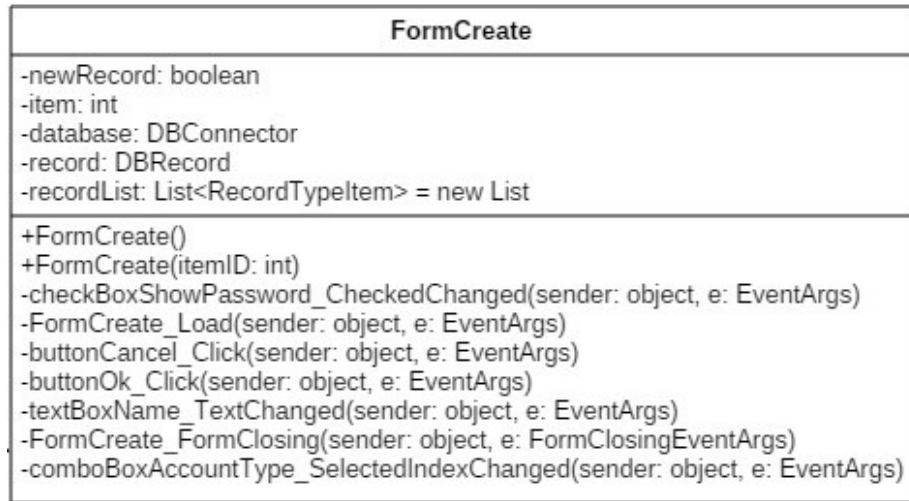 FormCreate
-newRecord: boolean
-item: int
-database: DBConnector
-record: DBRecord
-recordList: List<RecordTypeItem> = new List
+FormCreate()
+FormCreate(itemID: int)
-checkBoxShowPassword_CheckedChanged(sender: object, e: EventArgs)
-FormCreate_Load(sender: object, e: EventArgs)
-buttonCancel_Click(sender: object, e: EventArgs)
-buttonOk_Click(sender: object, e: EventArgs)
-textBoxName_TextChanged(sender: object, e: EventArgs)
-FormCreate_FormClosing(sender: object, e: FormClosingEventArgs)
-comboBoxAccountType_SelectedIndexChanged(sender: object, e: EventArgs)